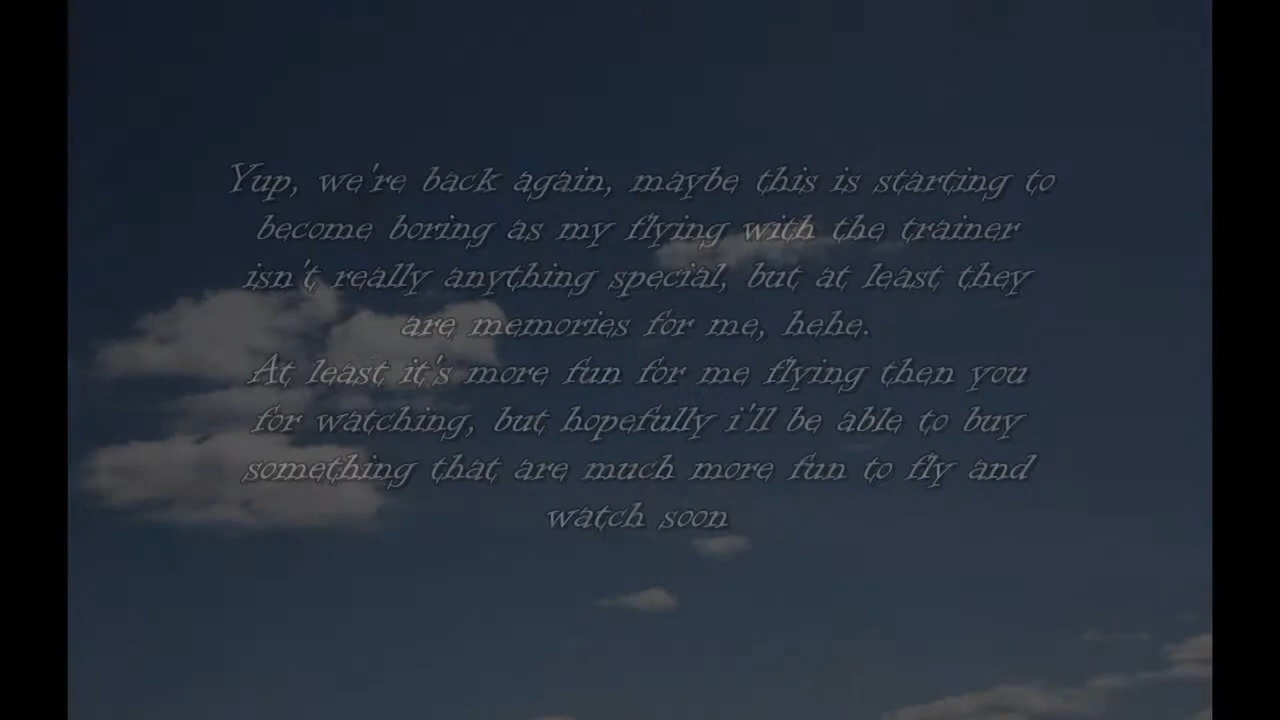 Yup, we're back again, maybe this is starting to
become boring as my flying with the trainer
isn't really anything special, but at least they
are memories for me, hehe.
At least it's more fun for me flying then you
for watching, but hopefully i'll be able to buy
something that are much more fun to fly and
watch soon